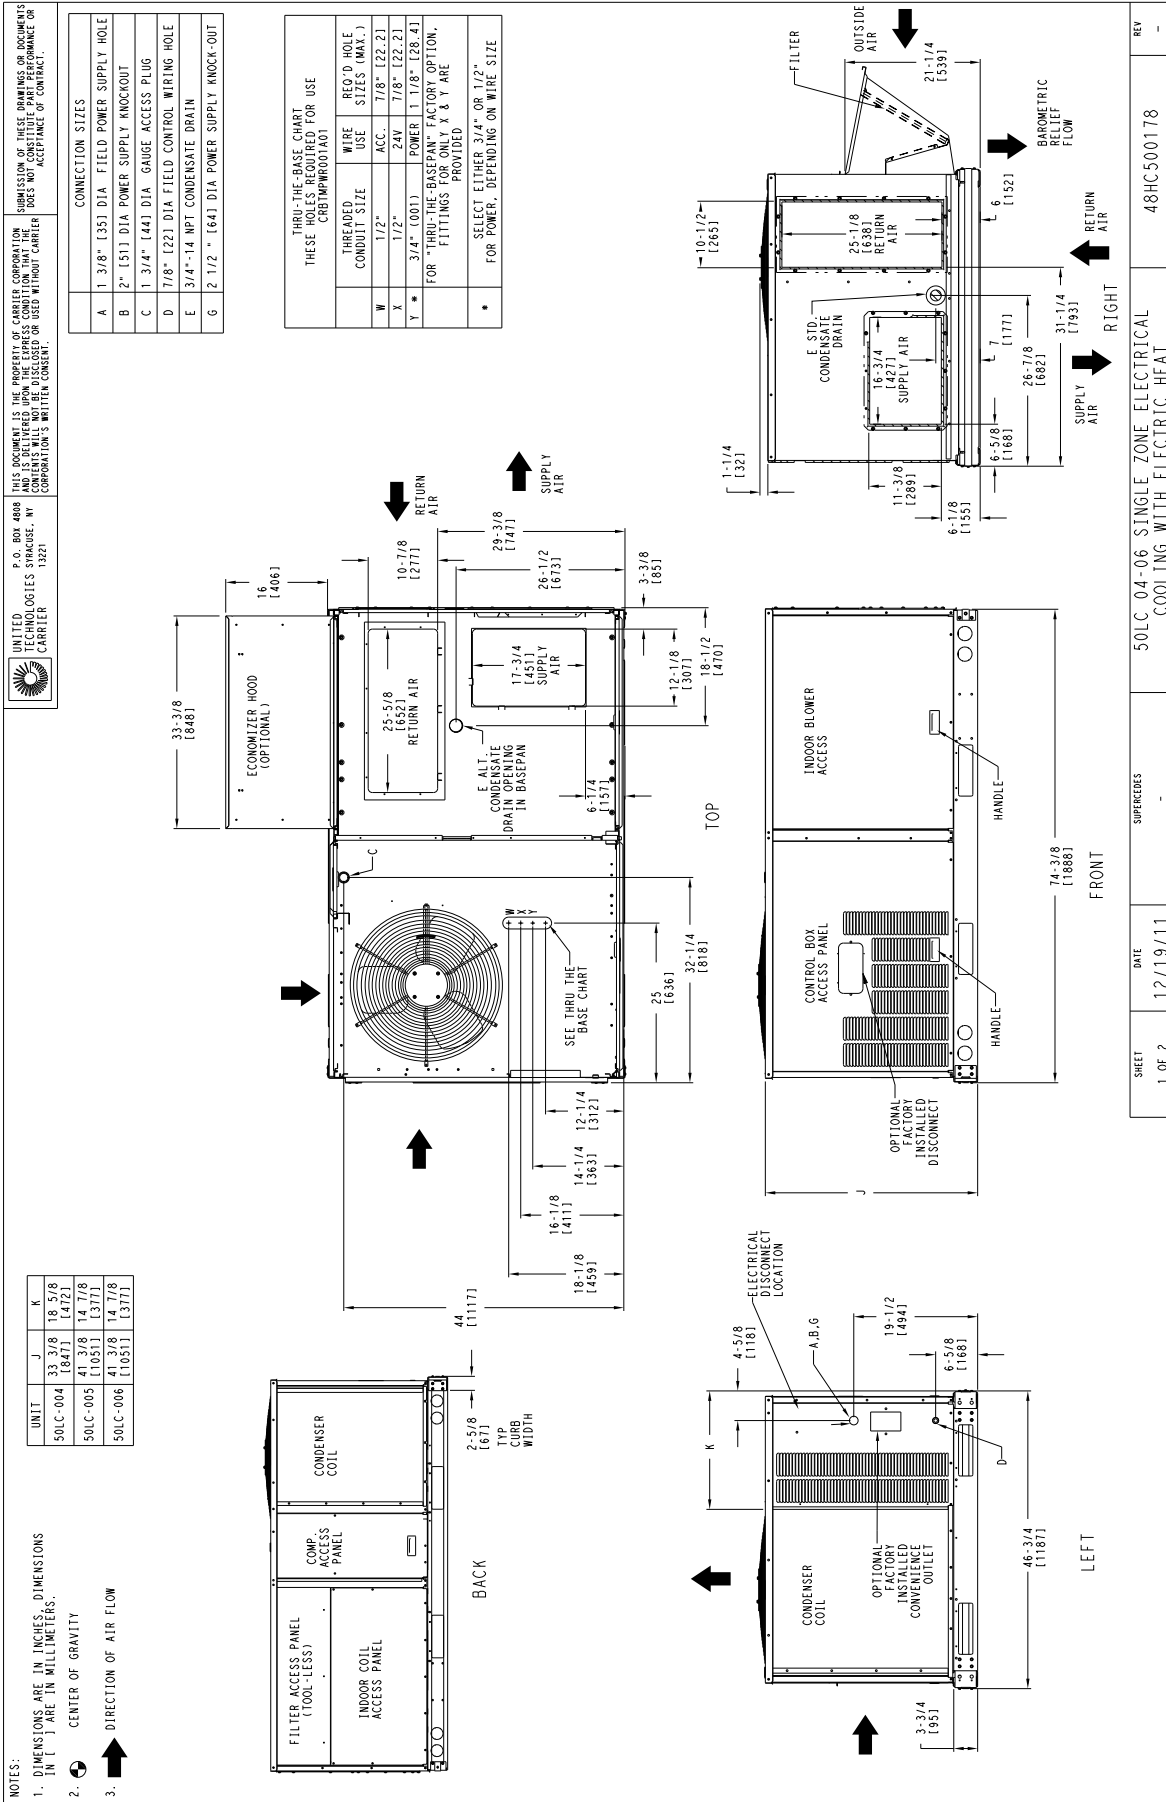 NOTES:
1. DIMENSIONS ARE IN INCHES, DIMENSIONS
IN [ ] ARE IN MILLIMETERS.
2. CENTER OF GRAVITY
3. DIRECTION OF AIR FLOW
UNIT J K
50LC-004 33 3/8 [847] 18 5/8 [472]
50LC-005 41 3/8 [1051] 14 7/8 [377]
50LC-006 41 3/8 [1051] 14 7/8 [377]
UNITED
TECHNOLOGIES
CARRIER
P.O. BOX 4808
SYRACUSE, NY
13221
THIS DOCUMENT IS THE PROPERTY OF CARRIER CORPORATION
AND IS DELIVERED UPON THE EXPRESS CONDITION THAT THE
CONTENTS WILL NOT BE DISCLOSED OR USED WITHOUT CARRIER
CORPORATION'S WRITTEN CONSENT.
SUBMISSION OF THESE DRAWINGS OR DOCUMENTS
DOES NOT CONSTITUTE PART PERFORMANCE OR
ACCEPTANCE OF CONTRACT.
CONNECTION SIZES
A 1 3/8" [35] DIA FIELD POWER SUPPLY HOLE
B 2" [51] DIA POWER SUPPLY KNOCKOUT
C 1 3/4" [44] DIA GAUGE ACCESS PLUG
D 7/8" [22] DIA FIELD CONTROL WIRING HOLE
E 3/4"-14 NPT CONDENSATE DRAIN
G 2 1/2 " [64] DIA POWER SUPPLY KNOCK-OUT
THRU-THE-BASE CHART
THESE HOLES REQUIRED FOR USE
CRBTMPWR001A01
THREADED CONDUIT SIZE WIRE USE REQ'D HOLE SIZES (MAX.)
W 1/2" ACC. 7/8" [22.2]
X 1/2" 24V 7/8" [22.2]
Y * 3/4" (001) POWER 1 1/8" [28.4]
FOR "THRU-THE-BASEPAN" FACTORY OPTION,
FITTINGS FOR ONLY X & Y ARE
PROVIDED
* SELECT EITHER 3/4" OR 1/2"
FOR POWER, DEPENDING ON WIRE SIZE
FILTER ACCESS PANEL
(TOOL-LESS)
INDOOR COIL
ACCESS PANEL
COMP.
ACCESS
PANEL
CONDENSER
COIL
2-5/8
[67]
TYP
CURB
WIDTH
BACK
33-3/8
[848]
ECONOMIZER HOOD
(OPTIONAL)
16
[406]
C
25-5/8
[652]
RETURN AIR
10-7/8
[277]
RETURN
AIR
SUPPLY
AIR
29-3/8
[747]
26-1/2
[673]
3-3/8
[85]
17-3/4
[451]
SUPPLY
AIR
E ALT.
CONDENSATE
DRAIN OPENING
IN BASEPAN
6-1/4
[157]
12-1/8
[307]
18-1/2
[470]
W
X
Y
SEE THRU THE
BASE CHART
25
[636]
32-1/4
[818]
12-1/4
[312]
14-1/4
[363]
16-1/8
[411]
18-1/8
[459]
44
[1117]
TOP
ELECTRICAL
DISCONNECT
LOCATION
K
4-5/8
[118]
A,B,G
19-1/2
[494]
6-5/8
[168]
D
CONDENSER
COIL
OPTIONAL
FACTORY
INSTALLED
CONVENIENCE
OUTLET
3-3/4
[95]
46-3/4
[1187]
LEFT
J
OPTIONAL
FACTORY
INSTALLED
DISCONNECT
CONTROL BOX
ACCESS PANEL
HANDLE
INDOOR BLOWER
ACCESS
HANDLE
74-3/8
[1888]
FRONT
1-1/4
[32]
11-3/8
[289]
6-1/8
[155]
E STD.
CONDENSATE
DRAIN
16-3/4
[427]
SUPPLY AIR
10-1/2
[265]
25-1/8
[638]
RETURN
AIR
FILTER
OUTSIDE
AIR
21-1/4
[539]
BAROMETRIC
RELIEF
FLOW
6
[152]
7
[177]
6-5/8
[168]
26-7/8
[682]
31-1/4
[793]
SUPPLY
AIR
RETURN
AIR
RIGHT
SHEET
1 OF 2
DATE
12/19/11
SUPERCEDES
-
50LC 04-06 SINGLE ZONE ELECTRICAL
COOLING WITH ELECTRIC HEAT
48HC500178
REV
-